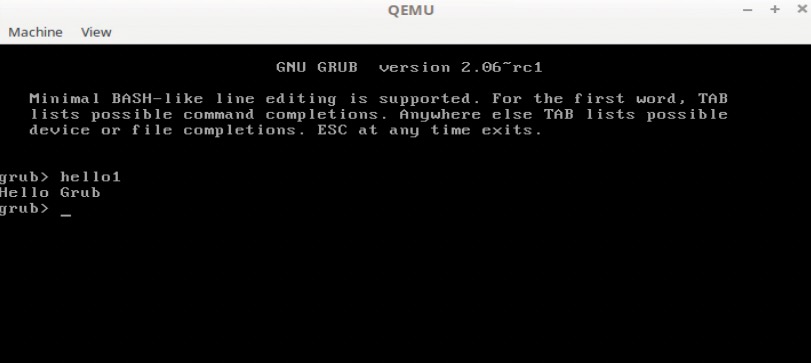 QEMU
Machine View
GNU GRUB version 2.06~rc1
Minimal BASH-like line editing is supported. For the first word, TAB
lists possible command completions. Anywhere else TAB lists possible
device or file completions. ESC at any time exits.
grub> hello1
Hello Grub
grub> _